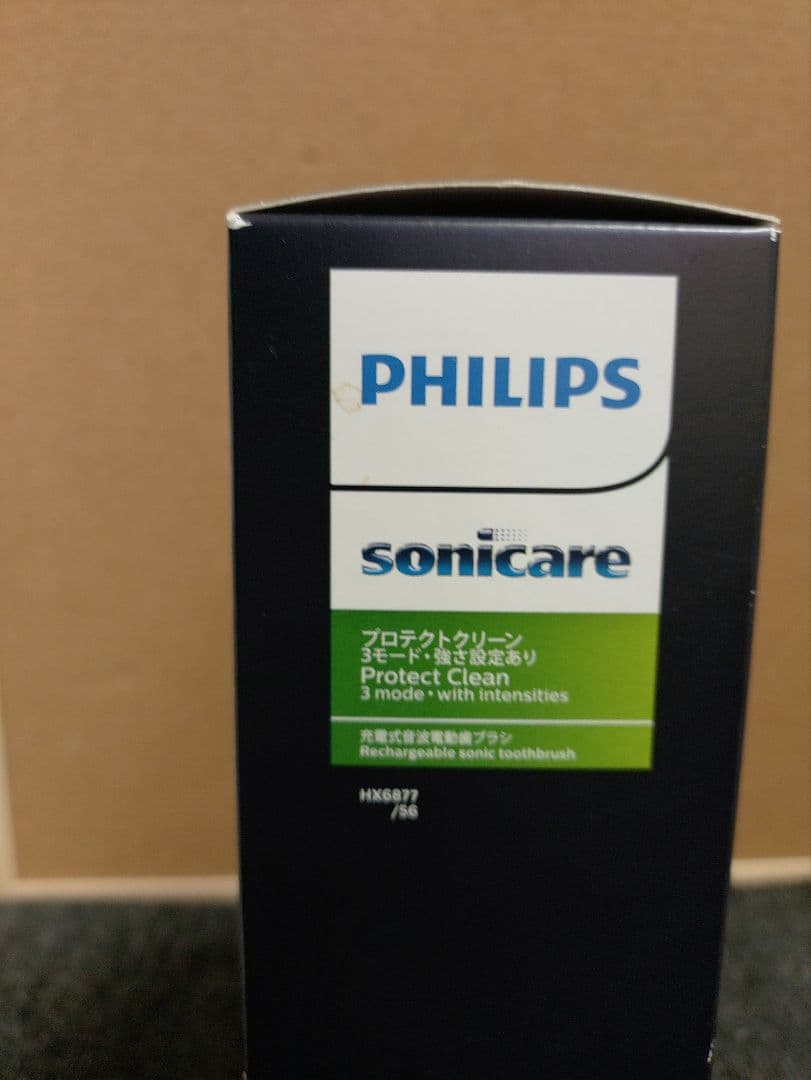 PHILIPS
sonicare
プロテクトクリーン
3モード・強さ設定あり
Protect Clean
3 mode・with intensities
充電式音波電動歯ブラシ
Rechargeable sonic toothbrush
HX6877
/56